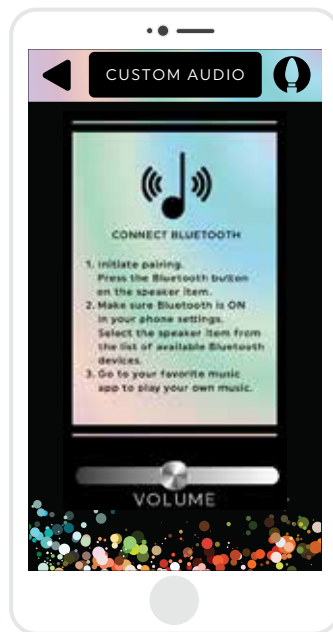 CUSTOM AUDIO
CONNECT BLUETOOTH
1. Initiate pairing.
Press the Bluetooth button
on the speaker item.
2. Make sure Bluetooth is ON
in your phone settings.
Select the speaker item from
the list of available Bluetooth
devices.
3. Go to your favorite music
app to play your own music.
VOLUME